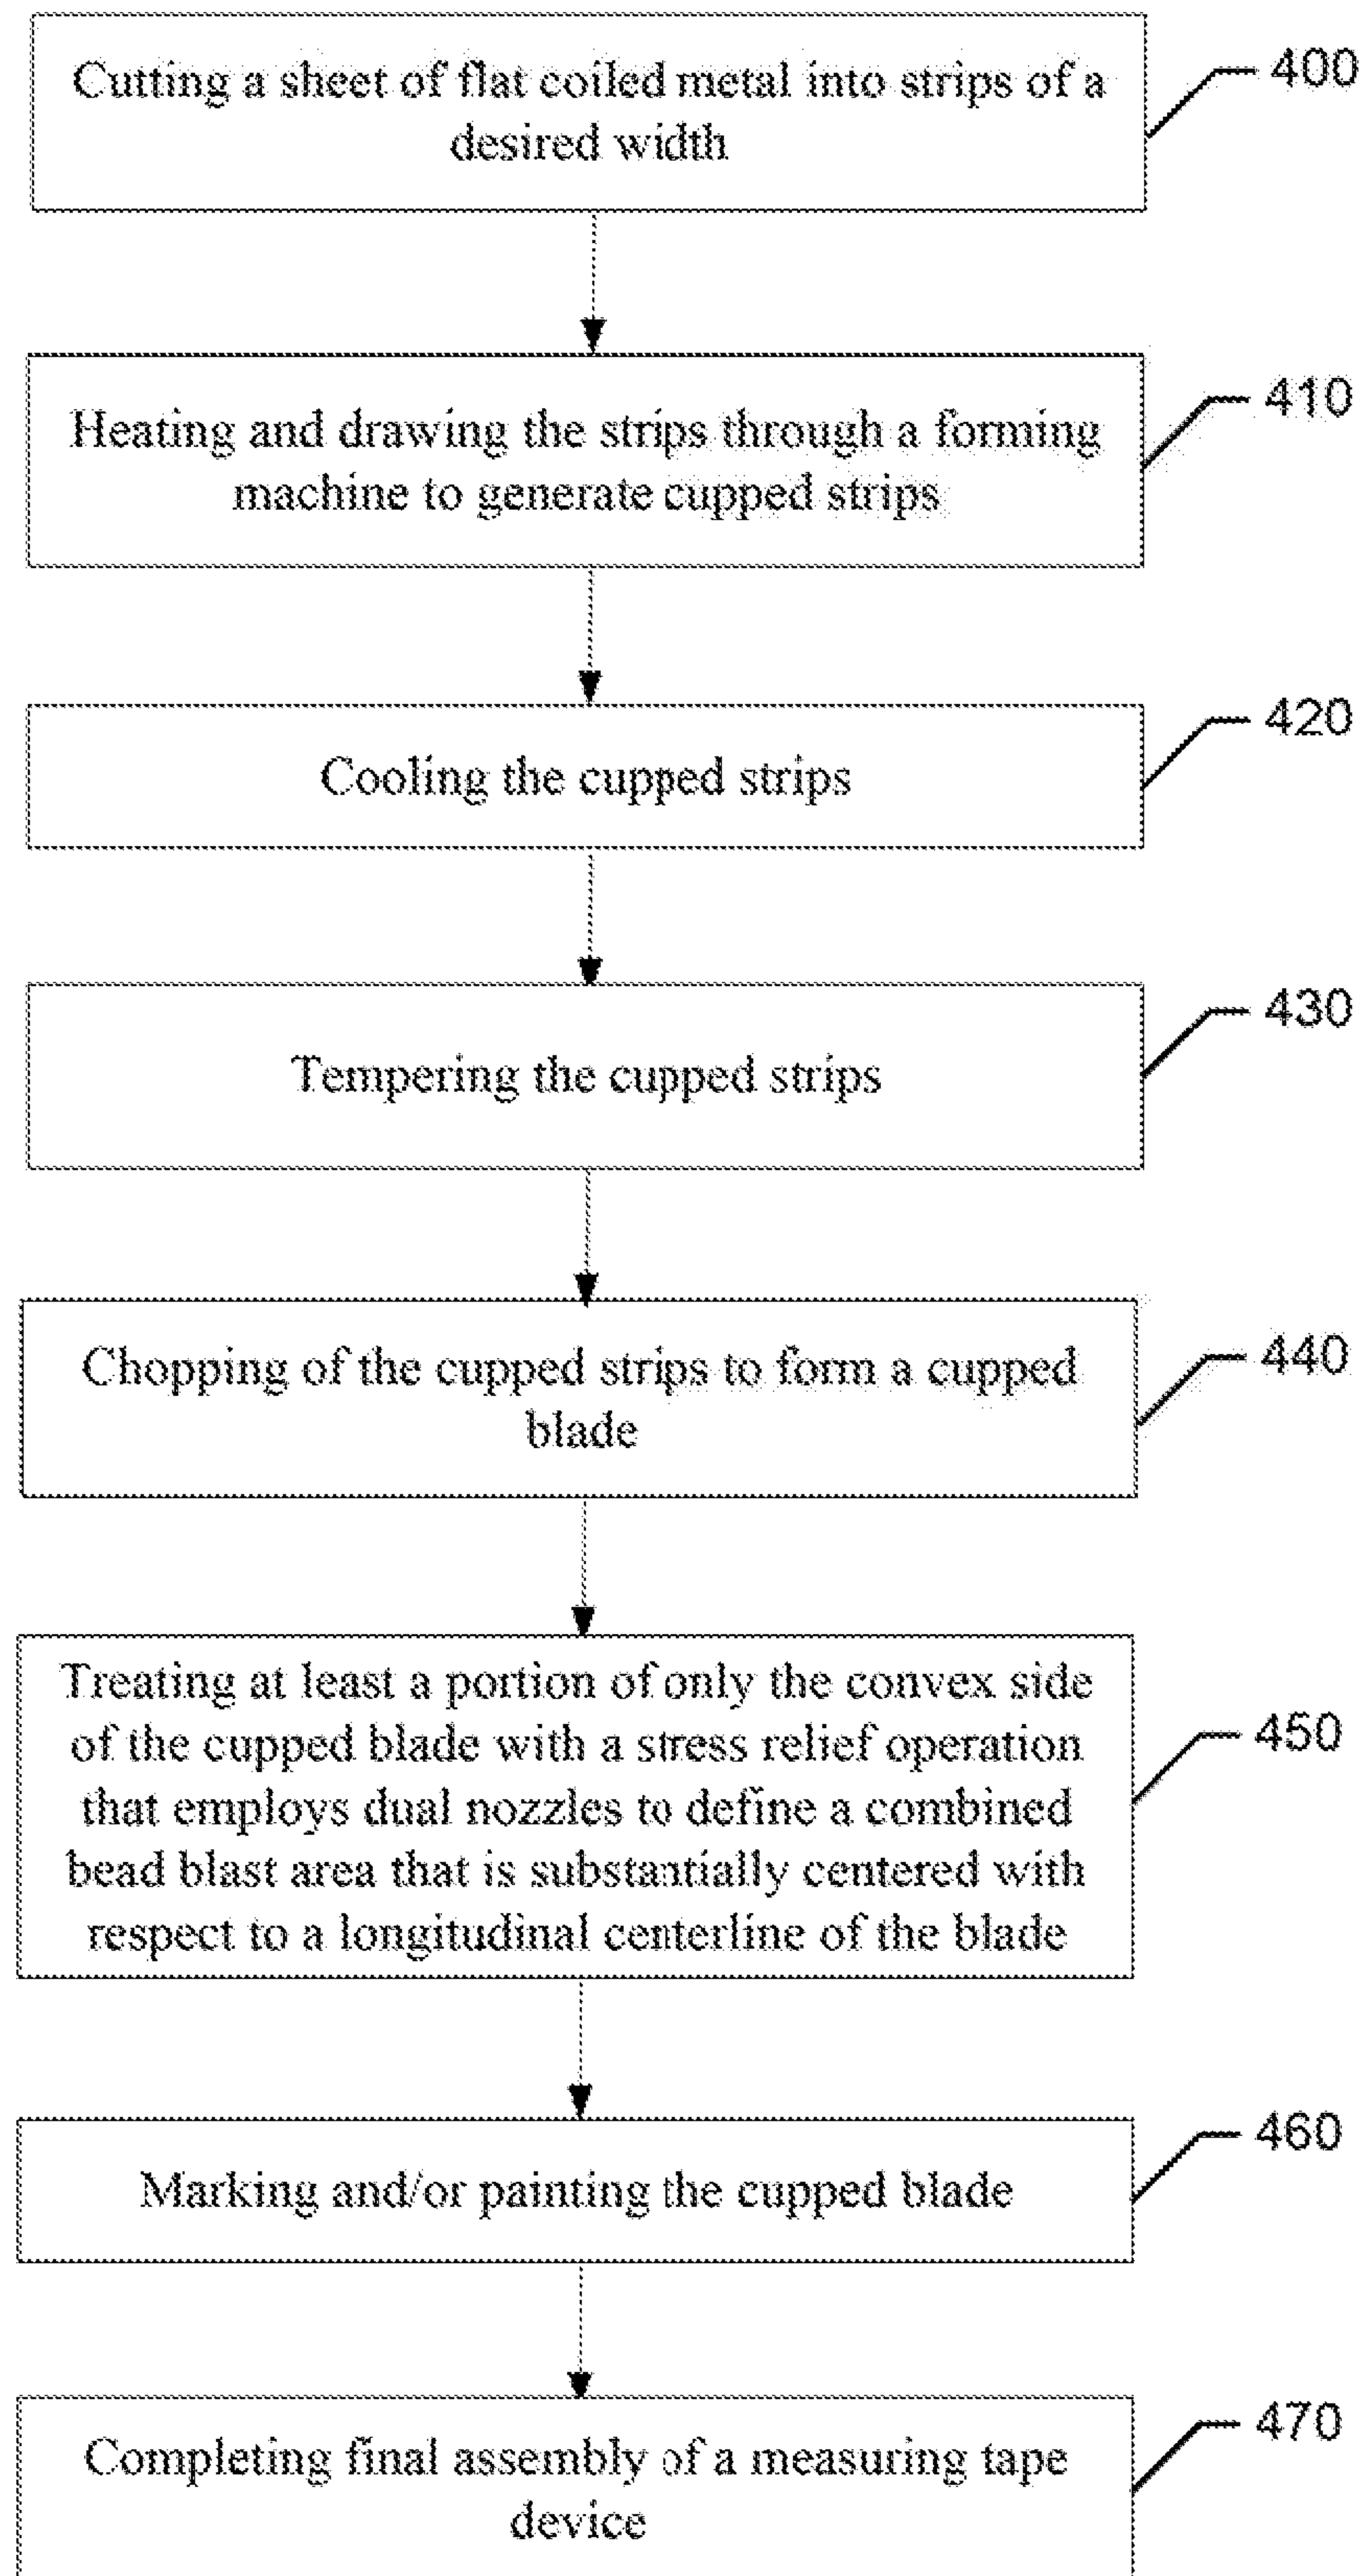 Cutting a sheet of flat coiled metal into strips of a
desired width
400
Heating and drawing the strips through a forming
machine to generate cupped strips
410
Cooling the cupped strips
420
Tempering the cupped strips
430
Chopping of the cupped strips to form a cupped
blade
440
Treating at least a portion of only the convex side
of the cupped blade with a stress relief operation
that employs dual nozzles to define a combined
bead blast area that is substantially centered with
respect to a longitudinal centerline of the blade
450
Marking and/or painting the cupped blade
460
Completing final assembly of a measuring tape
device
470